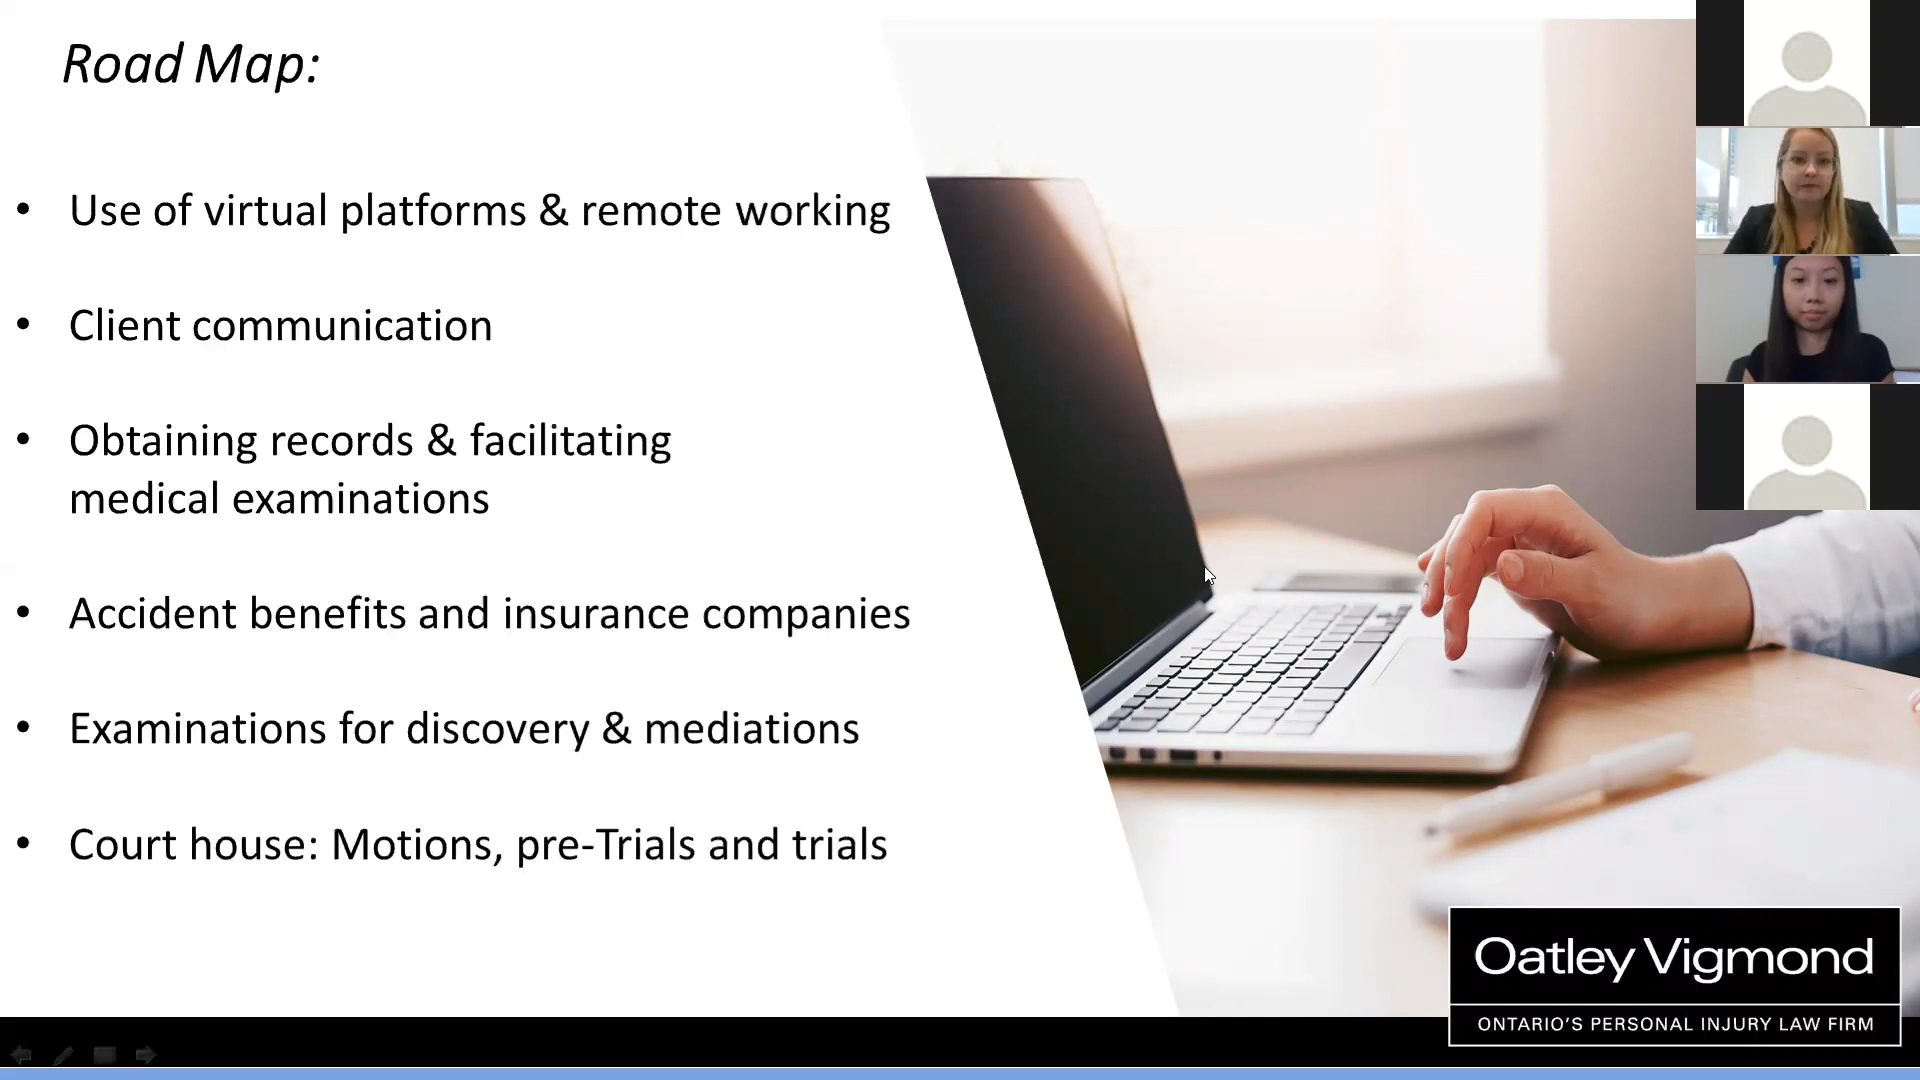 Road Map:
• Use of virtual platforms & remote working
• Client communication
• Obtaining records & facilitating
medical examinations
• Accident benefits and insurance companies
• Examinations for discovery & mediations
• Court house: Motions, pre-Trials and trials
Oatley Vigmond
ONTARIO'S PERSONAL INJURY LAW FIRM